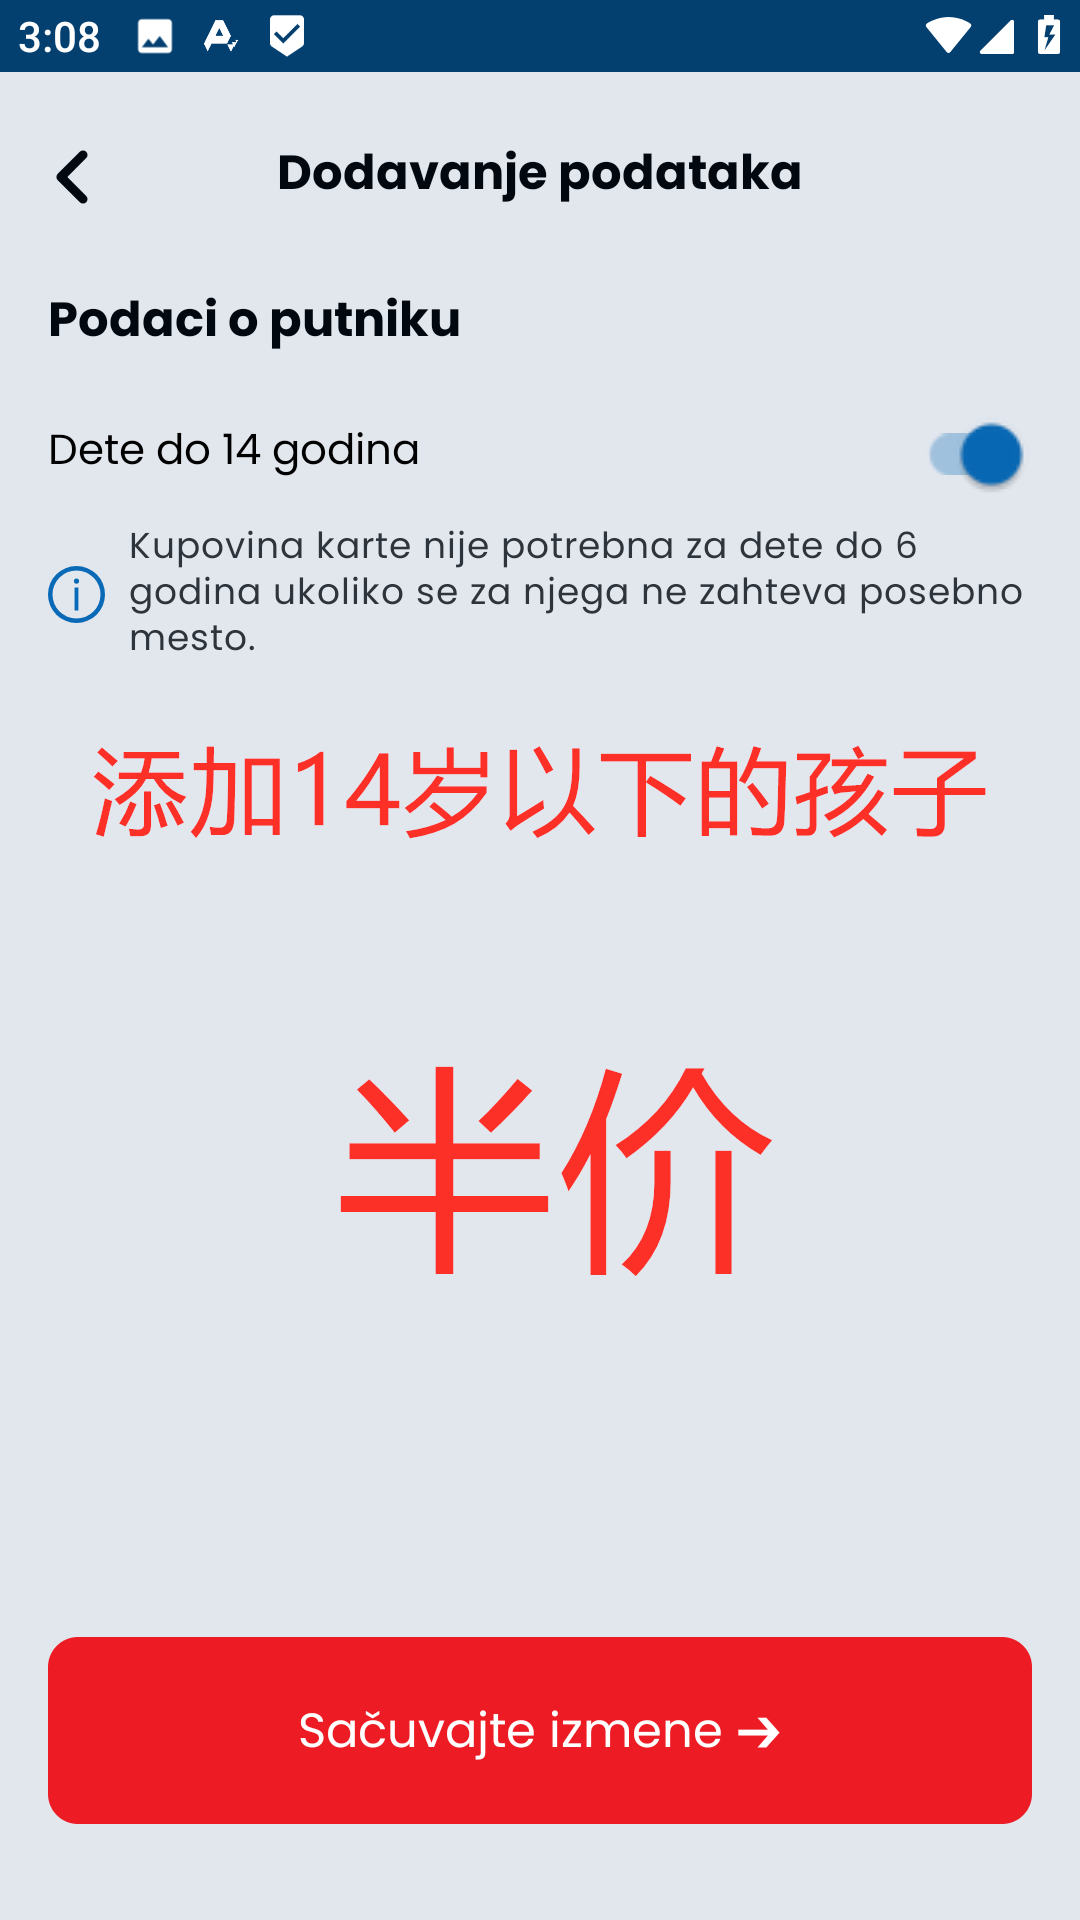 3:08
Dodavanje podataka
Podaci o putniku
Dete do 14 godina
Kupovina karte nije potrebna za dete do 6
godina ukoliko se za njega ne zahteva posebno
mesto.
添加14岁以下的孩子
半价
Sačuvajte izmene →